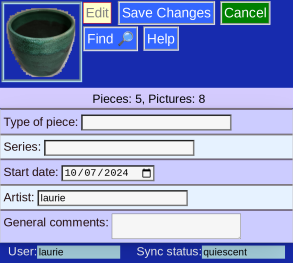 Edit Save Changes Cancel
Find 🔎 Help
Pieces: 5, Pictures: 8
Type of piece:
Series:
Start date: 10/07/2024
Artist: laurie
General comments:
User: laurie Sync status: quiescent